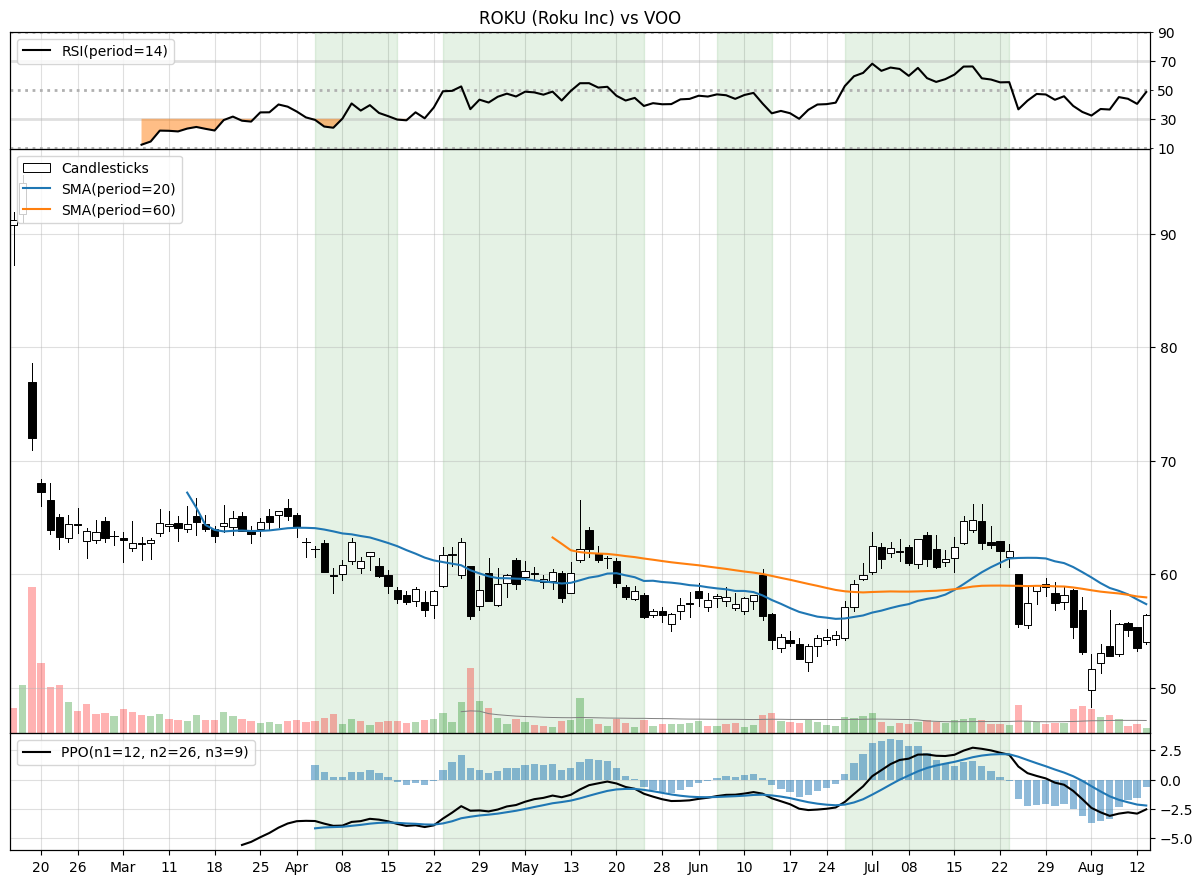 ROKU (Roku Inc) vs VOO
RSI(period=14)
90
70
50
30
10
Candlesticks
SMA(period=20)
SMA(period=60)
90
80
70
60
50
PPO(n1=12, n2=26, n3=9)
2.5
0.0
−2.5
−5.0
20 26 Mar 11 18 25 Apr 08 15 22 29 May 13 20 28 Jun 10 17 24 Jul 08 15 22 29 Aug 12